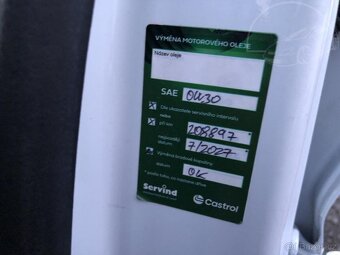 VÝMĚNA MOTOROVÉHO OLEJE
Název oleje
SAE 0W30
Dle ukazatele servisního intervalu
nebo
při km 208897
nejpozději
datum 7/2027
Výměna brzdové kapaliny
datum OK
Servind
Castrol